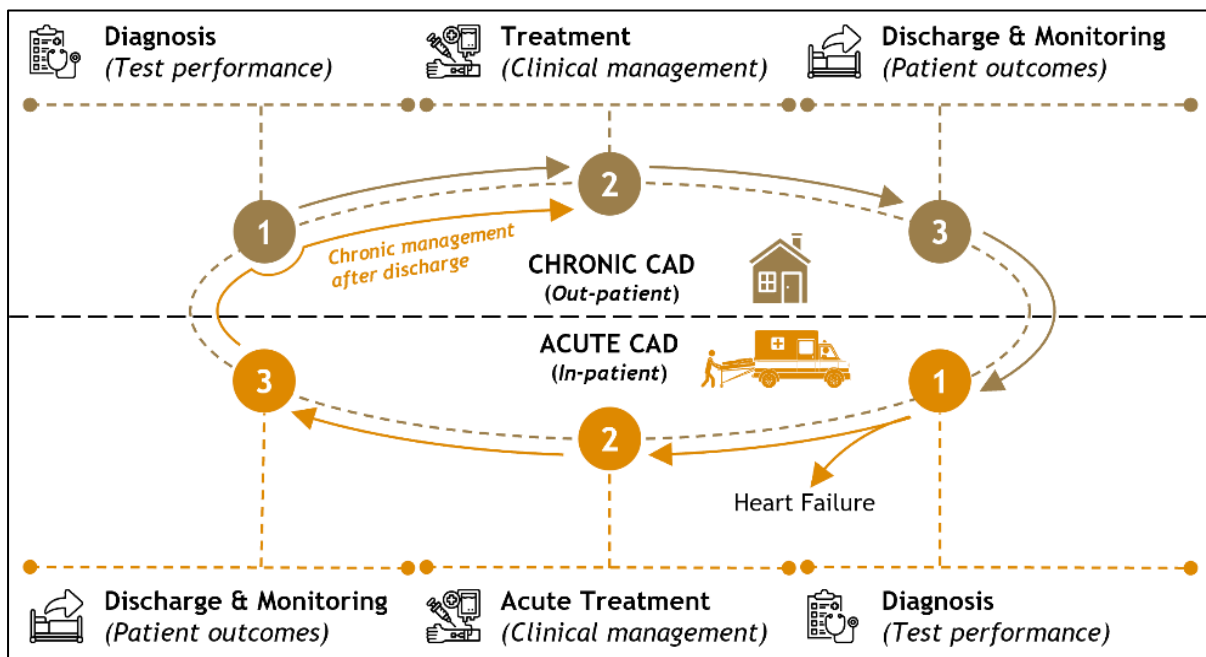 Diagnosis
(Test performance)
Treatment
(Clinical management)
Discharge & Monitoring
(Patient outcomes)
1
2
3
Chronic management
after discharge
CHRONIC CAD
(Out-patient)
ACUTE CAD
(In-patient)
3
2
1
Heart Failure
Discharge & Monitoring
(Patient outcomes)
Acute Treatment
(Clinical management)
Diagnosis
(Test performance)